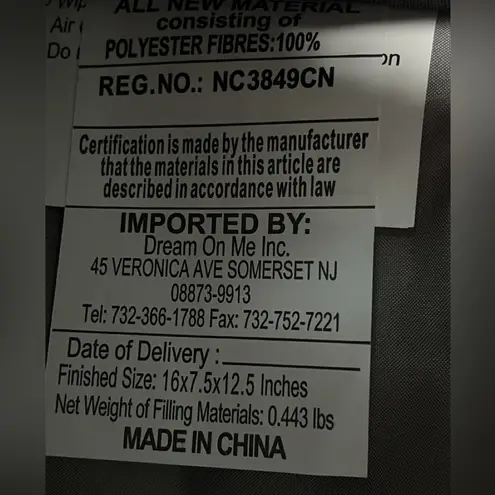 ALL NEW MATERIAL
consisting of
POLYESTER FIBRES:100%
REG.NO.: NC3849CN
Certification is made by the manufacturer
that the materials in this article are
described in accordance with law
IMPORTED BY:
Dream On Me Inc.
45 VERONICA AVE SOMERSET NJ
08873-9913
Tel: 732-366-1788 Fax: 732-752-7221
Date of Delivery :
Finished Size: 16x7.5x12.5 Inches
Net Weight of Filling Materials: 0.443 lbs
MADE IN CHINA
Air
Do